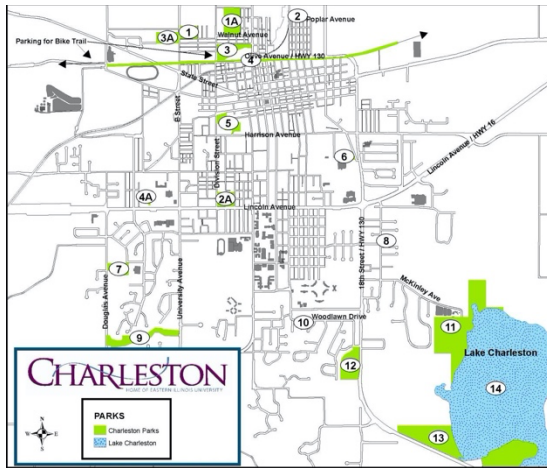 2
Poplar Avenue
1A
1
3A
Walnut Avenue
Parking for Bike Trail
3
4
Olive Avenue / HWY 130
State Street
5
Harrison Avenue
E Street
Division Street
6
Lincoln Avenue / HWY 16
4A
2A
Lincoln Avenue
8
18th Street / HWY 130
7
Douglas Avenue
University Avenue
McKinley Ave
10
Woodlawn Drive
11
9
Lake Charleston
12
14
13
CHARLESTON
HOME OF EASTERN ILLINOIS UNIVERSITY
PARKS
Charleston Parks
Lake Charleston
N
W
E
S